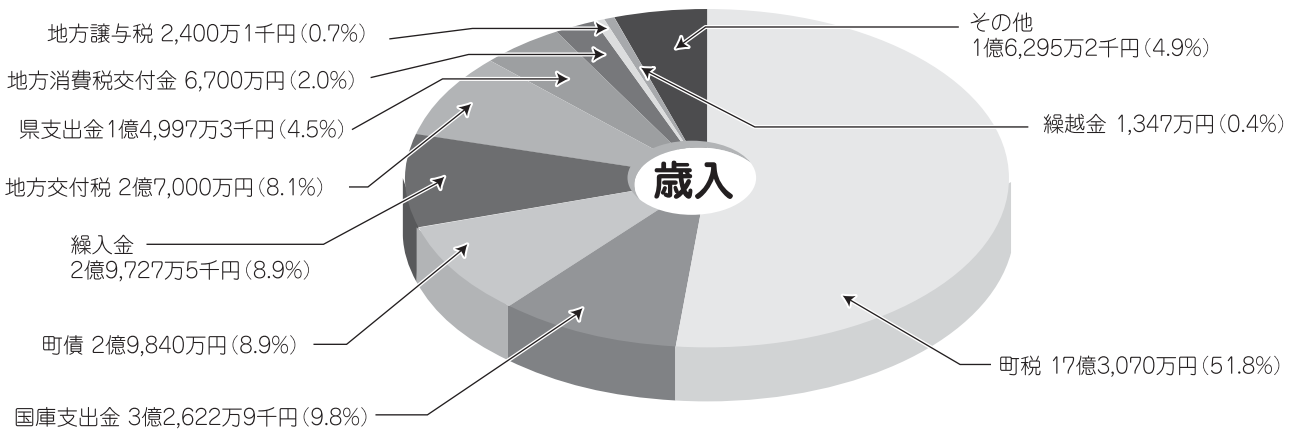 地方譲与税 2,400万1千円(0.7%)
地方消費税交付金 6,700万円(2.0%)
県支出金1億4,997万3千円(4.5%)
地方交付税 2億7,000万円(8.1%)
繰入金
2億9,727万5千円(8.9%)
町債 2億9,840万円(8.9%)
国庫支出金 3億2,622万9千円(9.8%)
歳入
その他
1億6,295万2千円(4.9%)
繰越金 1,347万円(0.4%)
町税 17億3,070万円(51.8%)